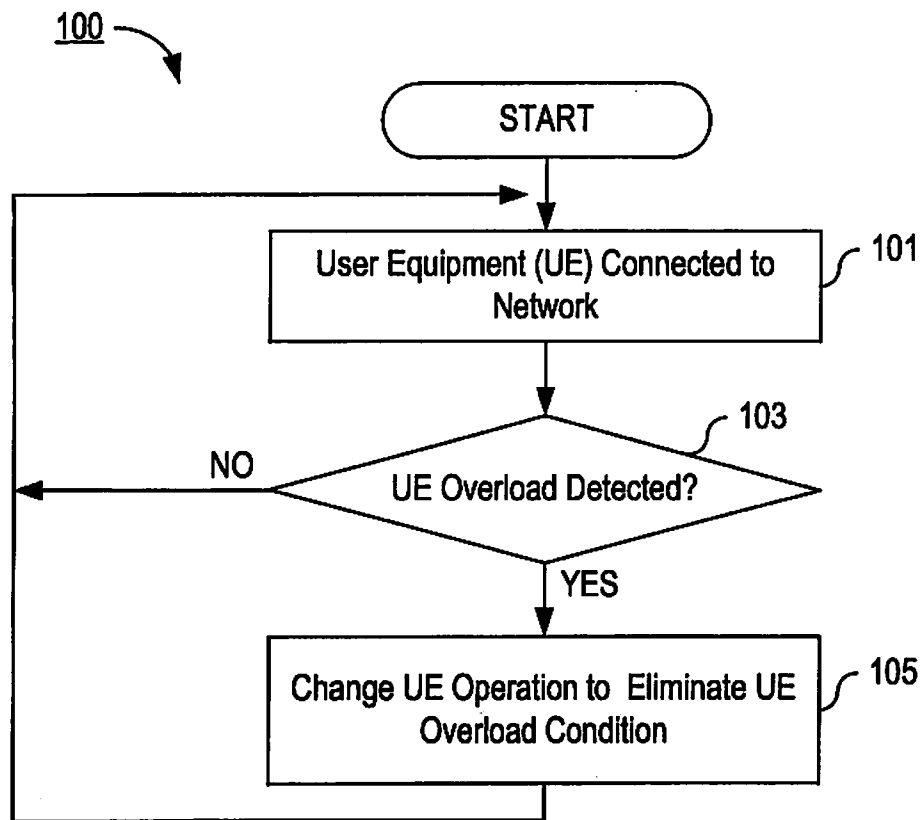 100
START
User Equipment (UE) Connected to
Network
101
103
NO
UE Overload Detected?
YES
Change UE Operation to Eliminate UE
Overload Condition
105